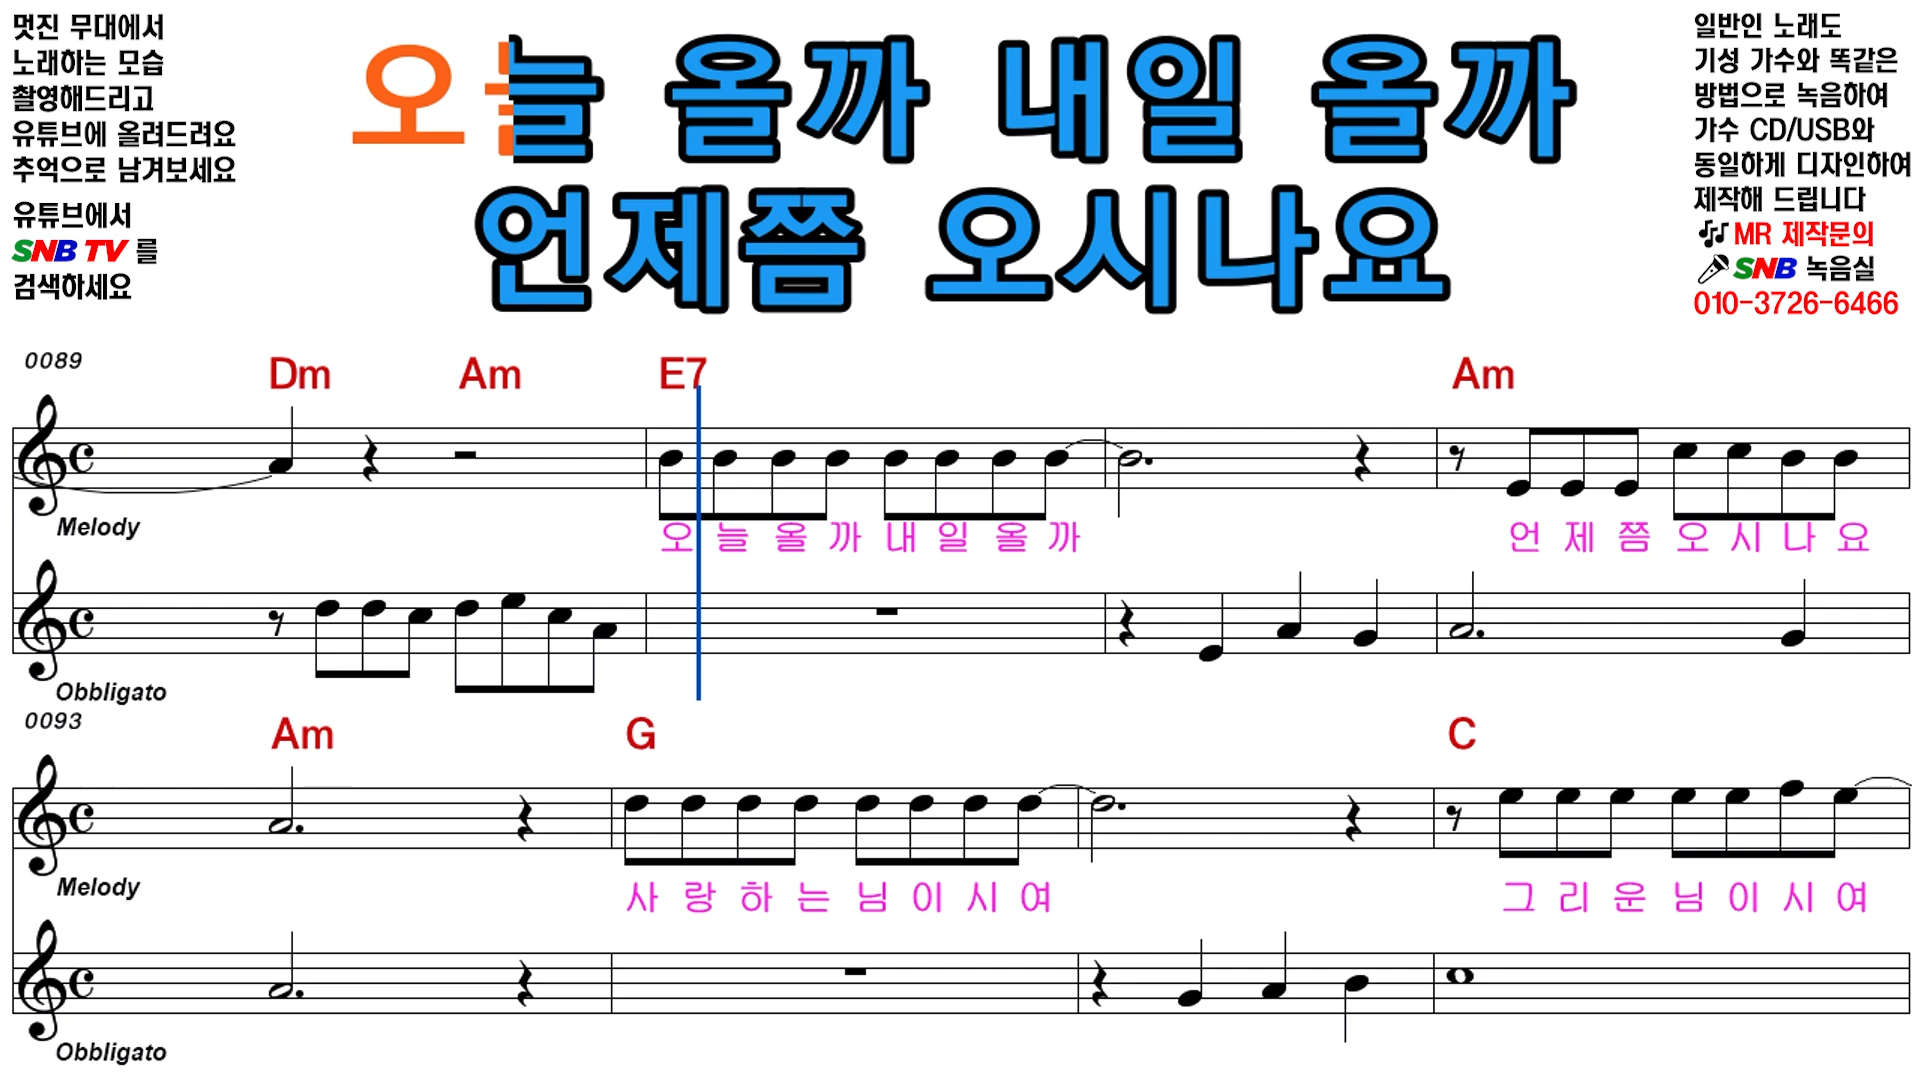 멋진 무대에서
노래하는 모습
촬영해드리고
유튜브에 올려드려요
추억으로 남겨보세요
유튜브에서
SNB TV 를
검색하세요
오늘 올까 내일 올까
언제쯤 오시나요
일반인 노래도
기성 가수와 똑같은
방법으로 녹음하여
가수 CD/USB와
동일하게 디자인하여
제작해 드립니다
MR 제작문의
SNB 녹음실
010-3726-6466
0089
Dm Am E7 Am
Melody
오 늘 올 까 내 일 올 까 언 제 쯤 오 시 나 요
Obbligato
0093
Am G C
Melody
사 랑 하 는 님 이 시 여 그 리 운 님 이 시 여
Obbligato